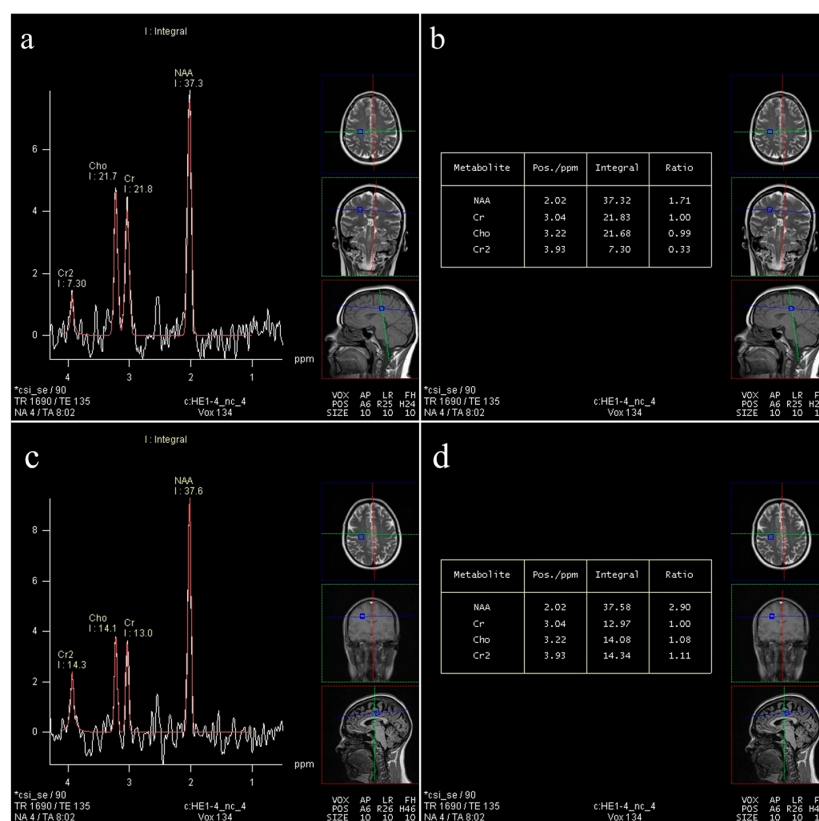 a
I : Integral
NAA
I : 37.3
Cho
I : 21.7
Cr
I : 21.8
Cr2
I : 7.30
6
4
2
0
4 3 2 1 ppm
*csi_se / 90
TR 1690 / TE 135
NA 4 / TA 8:02
c:HE1-4_nc_4
Vox 134
VOX AP LR FH
POS A6 R25 H24
SIZE 10 10 10
b
Metabolite Pos./ppm Integral Ratio
NAA 2.02 37.32 1.71
Cr 3.04 21.83 1.00
Cho 3.22 21.68 0.99
Cr2 3.93 7.30 0.33
*csi_se / 90
TR 1690 / TE 135
NA 4 / TA 8:02
c:HE1-4_nc_4
Vox 134
VOX AP LR
POS A6 R25
SIZE 10 10
c
I : Integral
NAA
I : 37.6
Cho
I : 14.1
Cr
I : 13.0
Cr2
I : 14.3
8
6
4
2
0
4 3 2 1 ppm
*csi_se / 90
TR 1690 / TE 135
NA 4 / TA 8:02
c:HE1-4_nc_4
Vox 134
VOX AP LR FH
POS A6 R26 H46
SIZE 10 10 10
d
Metabolite Pos./ppm Integral Ratio
NAA 2.02 37.58 2.90
Cr 3.04 12.97 1.00
Cho 3.22 14.08 1.08
Cr2 3.93 14.34 1.11
*csi_se / 90
TR 1690 / TE 135
NA 4 / TA 8:02
c:HE1-4_nc_4
Vox 134
VOX AP LR
POS A6 R26
SIZE 10 10